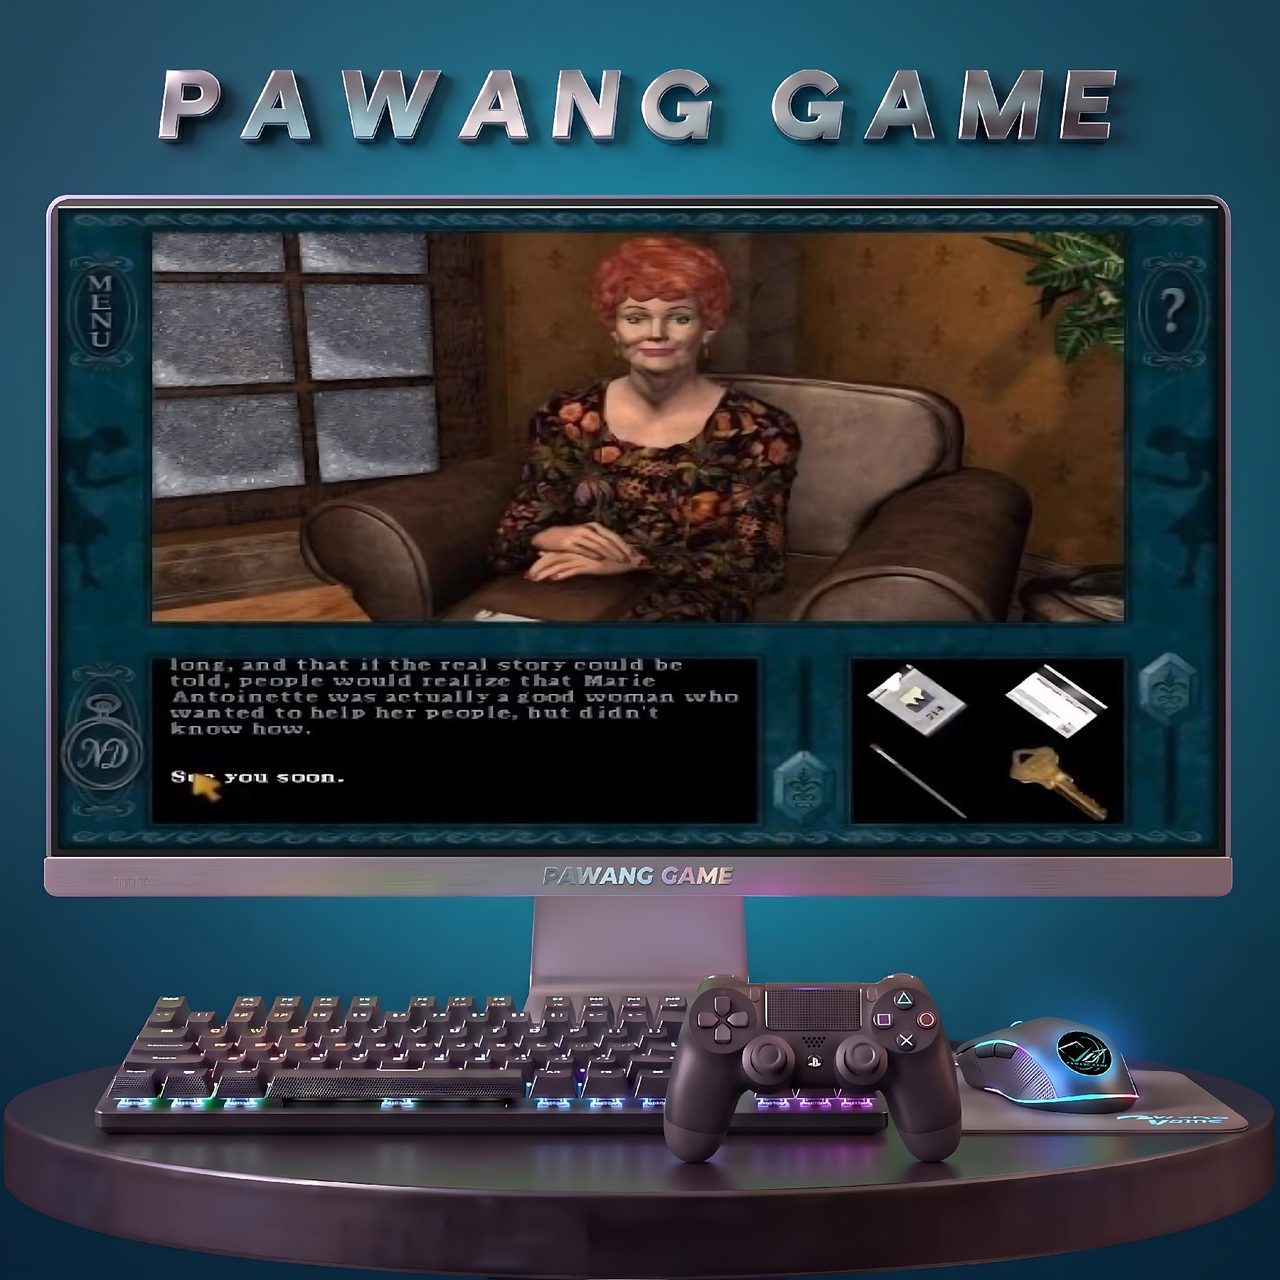 PAWANG GAME
MENU
?
long, and that if the real story could be
told, people would realize that Marie
Antoinette was actually a good woman who
wanted to help her people, but didn't
know how.
See you soon.
ND
214
PAWANG GAME